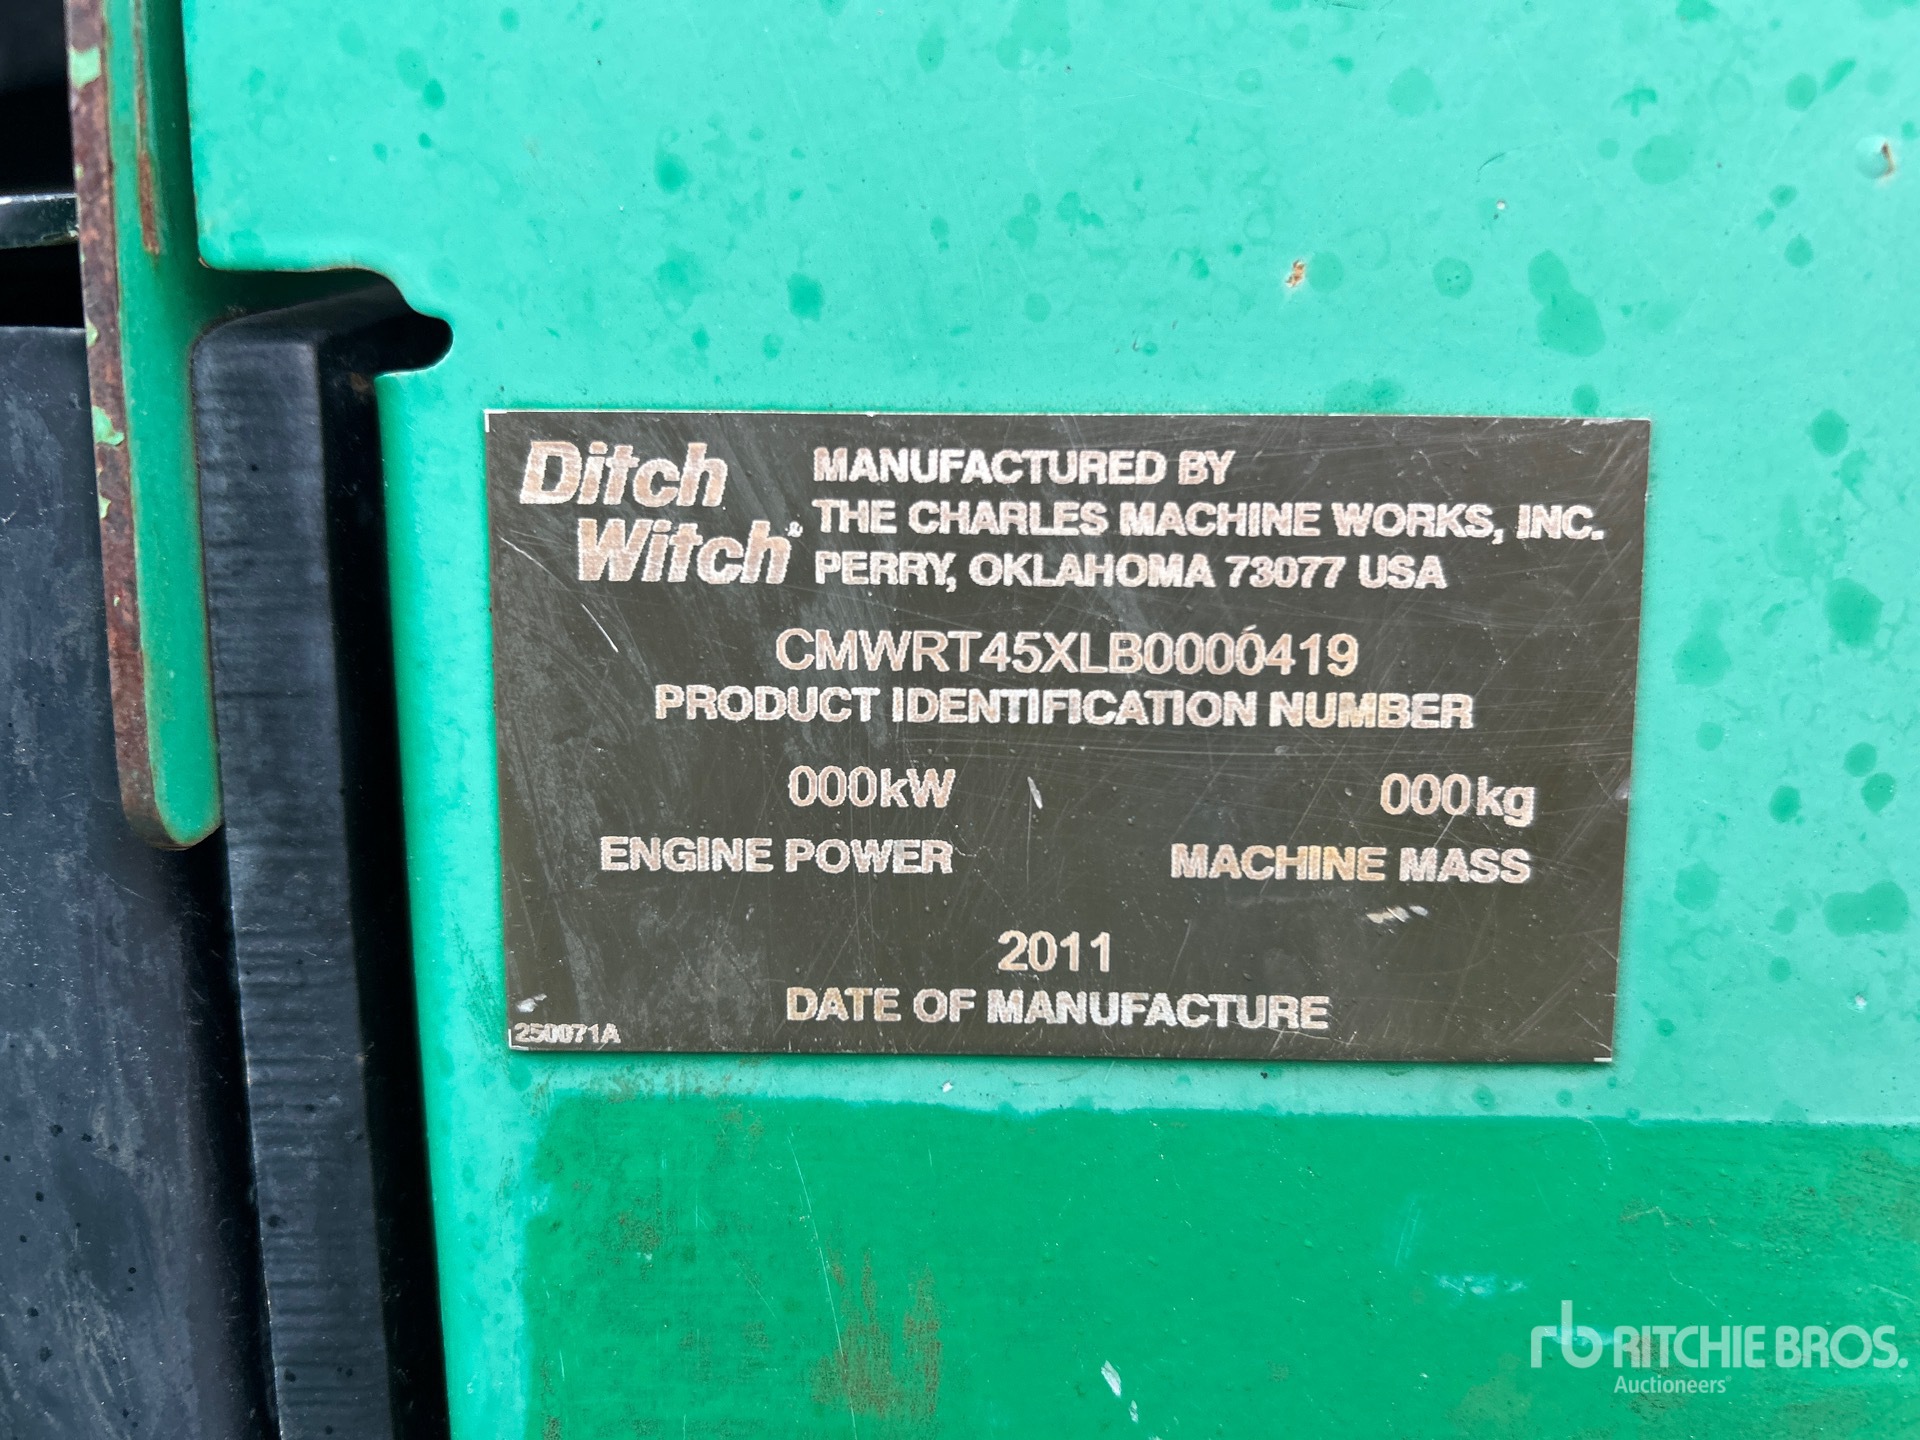 Ditch Witch®
MANUFACTURED BY
THE CHARLES MACHINE WORKS, INC.
PERRY, OKLAHOMA 73077 USA
CMWRT45XLB0000419
PRODUCT IDENTIFICATION NUMBER
000kW
ENGINE POWER
000kg
MACHINE MASS
2011
DATE OF MANUFACTURE
250071A
rb RITCHIE BROS.
Auctioneers